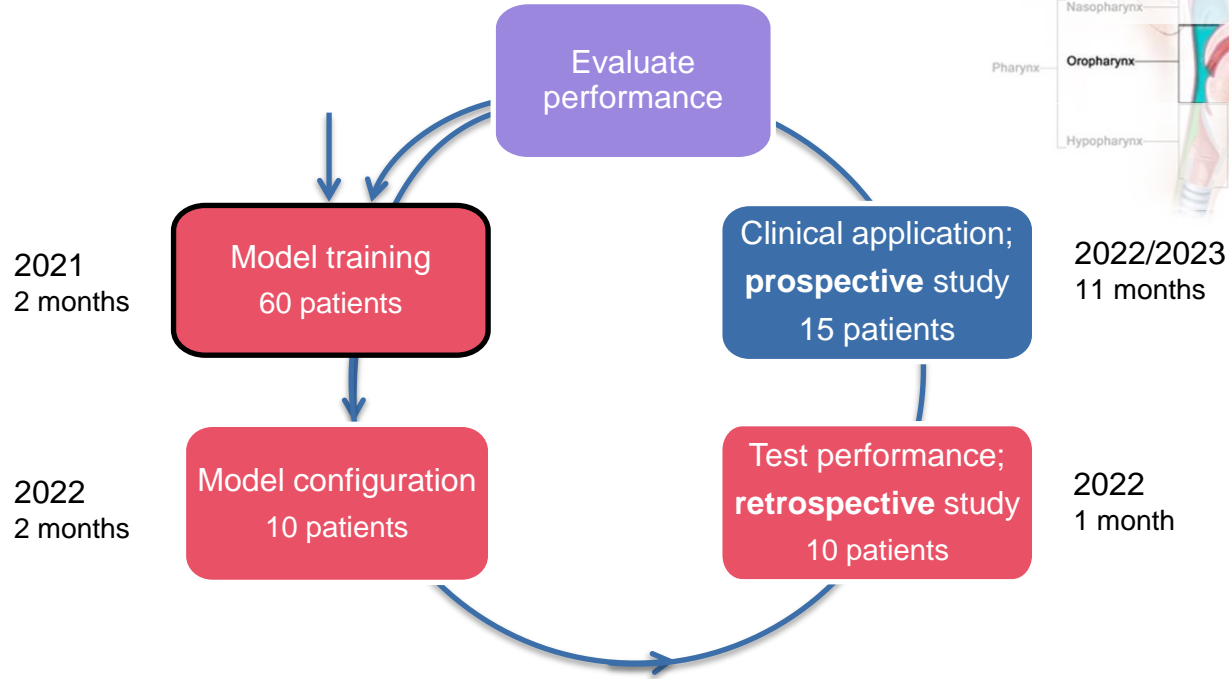 Nasopharynx
Pharynx
Oropharynx
Hypopharynx
Evaluate
performance
2021
2 months
Model training
60 patients
Clinical application;
prospective study
15 patients
2022/2023
11 months
2022
2 months
Model configuration
10 patients
Test performance;
retrospective study
10 patients
2022
1 month